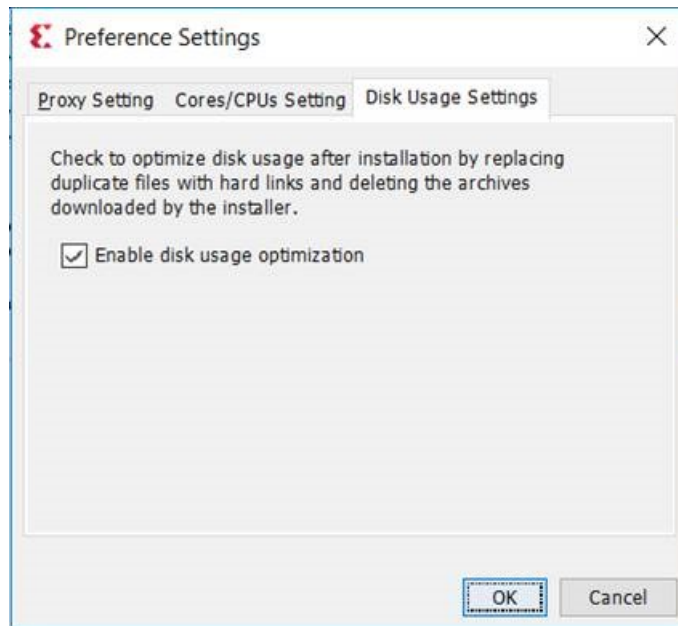 Preference Settings
Proxy Setting Cores/CPUs Setting Disk Usage Settings
Check to optimize disk usage after installation by replacing
duplicate files with hard links and deleting the archives
downloaded by the installer.
Enable disk usage optimization
OK Cancel